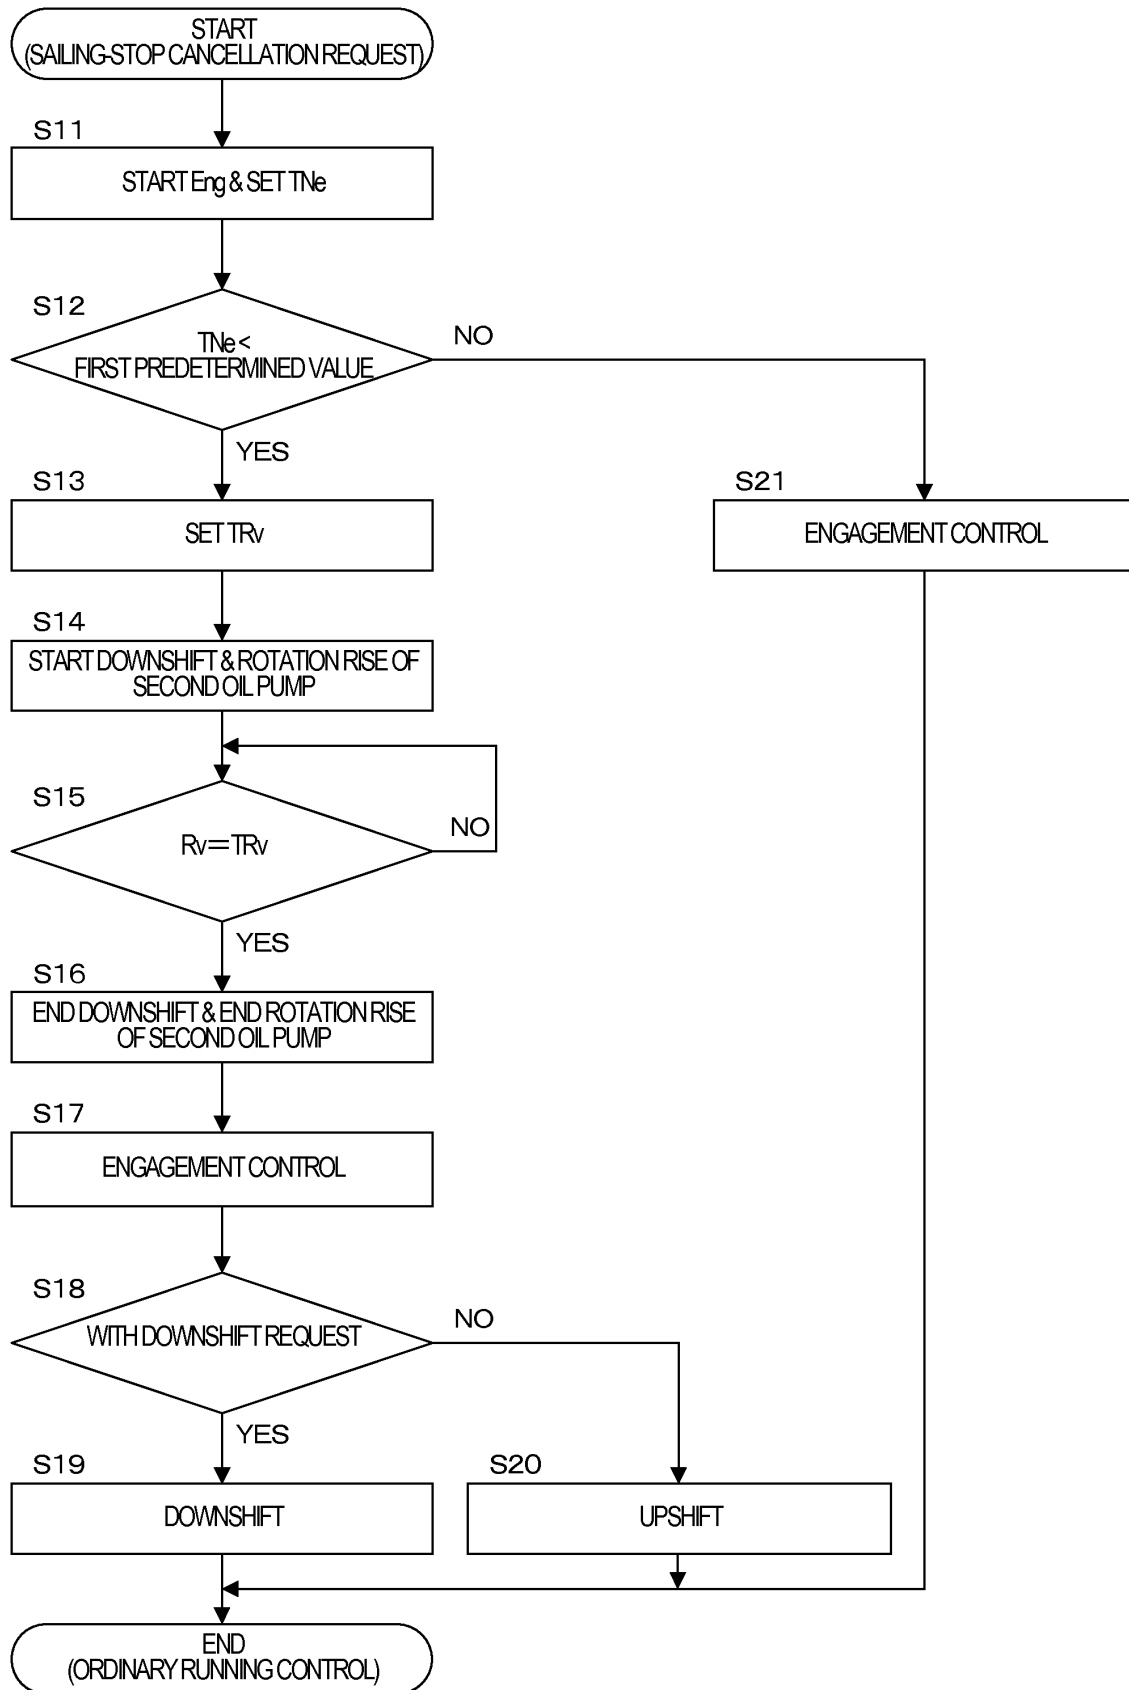 START
(SAILING-STOP CANCELLATION REQUEST)
S11
START Eng & SET TNe
S12
TNe <
FIRST PREDETERMINED VALUE
NO
YES
S13
SET TRv
S21
ENGAGEMENT CONTROL
S14
START DOWNSHIFT & ROTATION RISE OF
SECOND OIL PUMP
S15
Rv=TRv
NO
YES
S16
END DOWNSHIFT & END ROTATION RISE
OF SECOND OIL PUMP
S17
ENGAGEMENT CONTROL
S18
WITH DOWNSHIFT REQUEST
NO
YES
S19
DOWNSHIFT
S20
UPSHIFT
END
(ORDINARY RUNNING CONTROL)